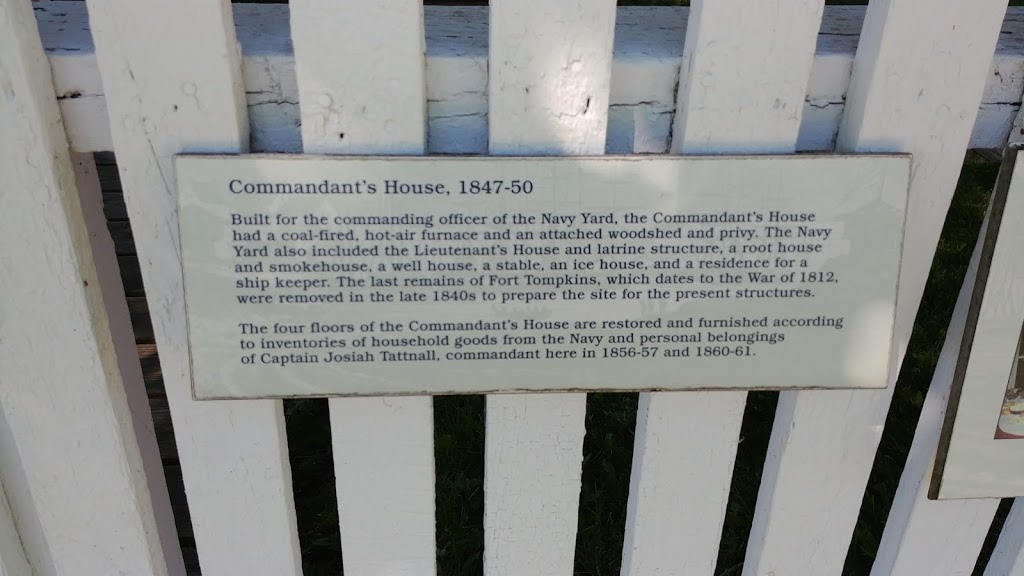 Commandant's House, 1847-50
Built for the commanding officer of the Navy Yard, the Commandant's House
had a coal-fired, hot-air furnace and an attached woodshed and privy. The Navy
Yard also included the Lieutenant's House and latrine structure, a root house
and smokehouse, a well house, a stable, an ice house, and a residence for a
ship keeper. The last remains of Fort Tompkins, which dates to the War of 1812,
were removed in the late 1840s to prepare the site for the present structures.
The four floors of the Commandant's House are restored and furnished according
to inventories of household goods from the Navy and personal belongings
of Captain Josiah Tattnall, commandant here in 1856-57 and 1860-61.